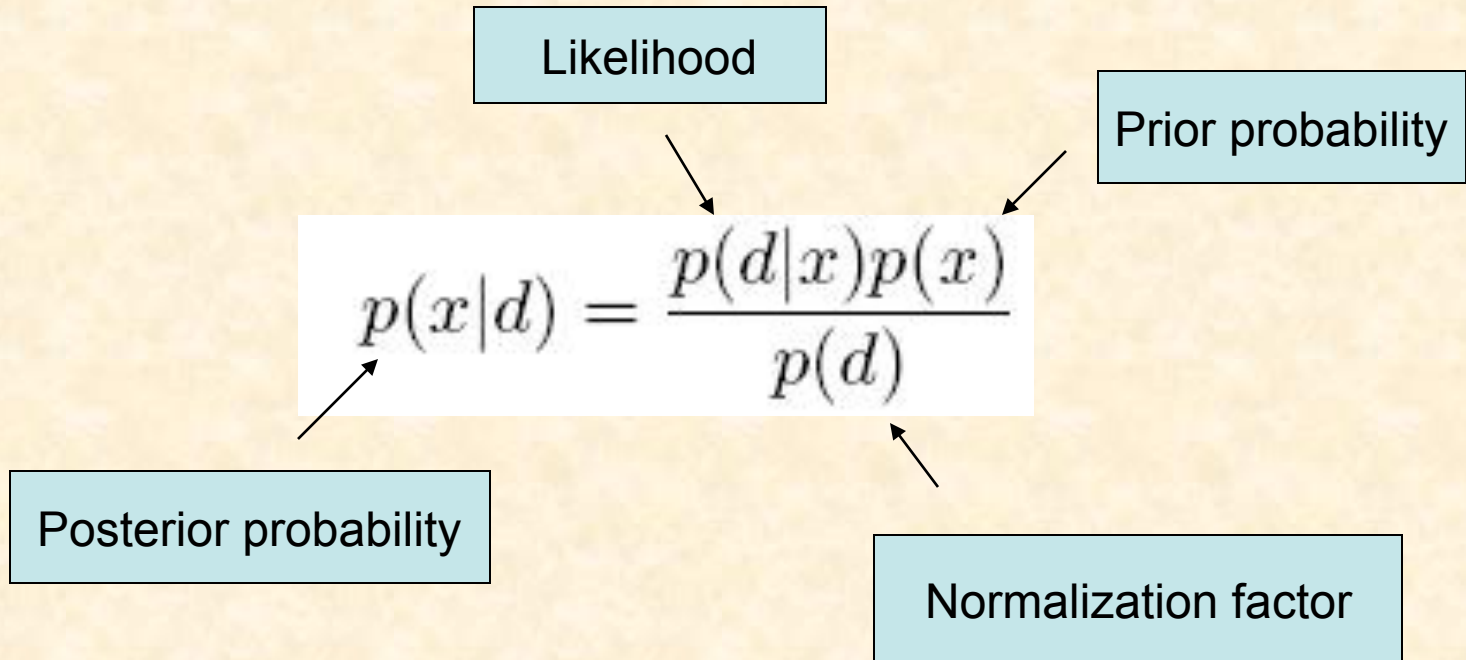 Likelihood
Prior probability
p(x|d) = p(d|x)p(x) / p(d)
Posterior probability
Normalization factor